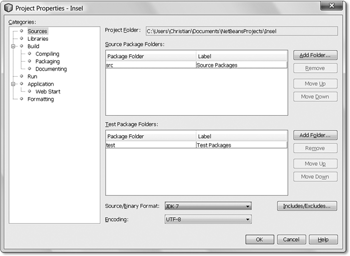 Project Properties - Insel
Categories:
Sources
Libraries
Build
Compiling
Packaging
Documenting
Run
Application
Web Start
Formatting
Project Folder: C:\Users\Christian\Documents\NetBeansProjects\Insel
Source Package Folders:
Package Folder Label
src Source Packages
Add Folder...
Remove
Move Up
Move Down
Test Package Folders:
Package Folder Label
test Test Packages
Add Folder...
Remove
Move Up
Move Down
Source/Binary Format: JDK 7
Includes/Excludes...
Encoding: UTF-8
OK Cancel Help